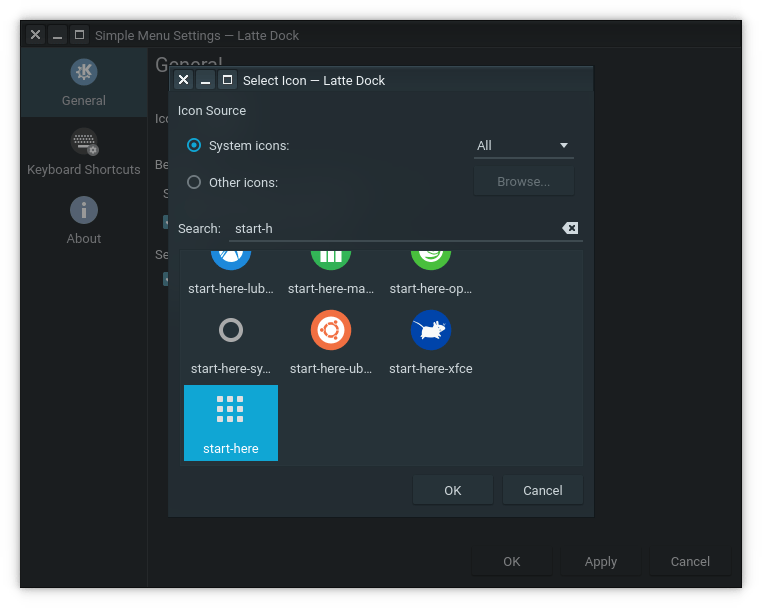 Simple Menu Settings — Latte Dock
General
General
Keyboard Shortcuts
About
Select Icon — Latte Dock
Icon Source
System icons:
All
Other icons:
Browse...
Search:
start-h
start-here-lub...
start-here-ma...
start-here-op...
start-here-sy...
start-here-ub...
start-here-xfce
start-here
OK
Cancel
OK
Apply
Cancel